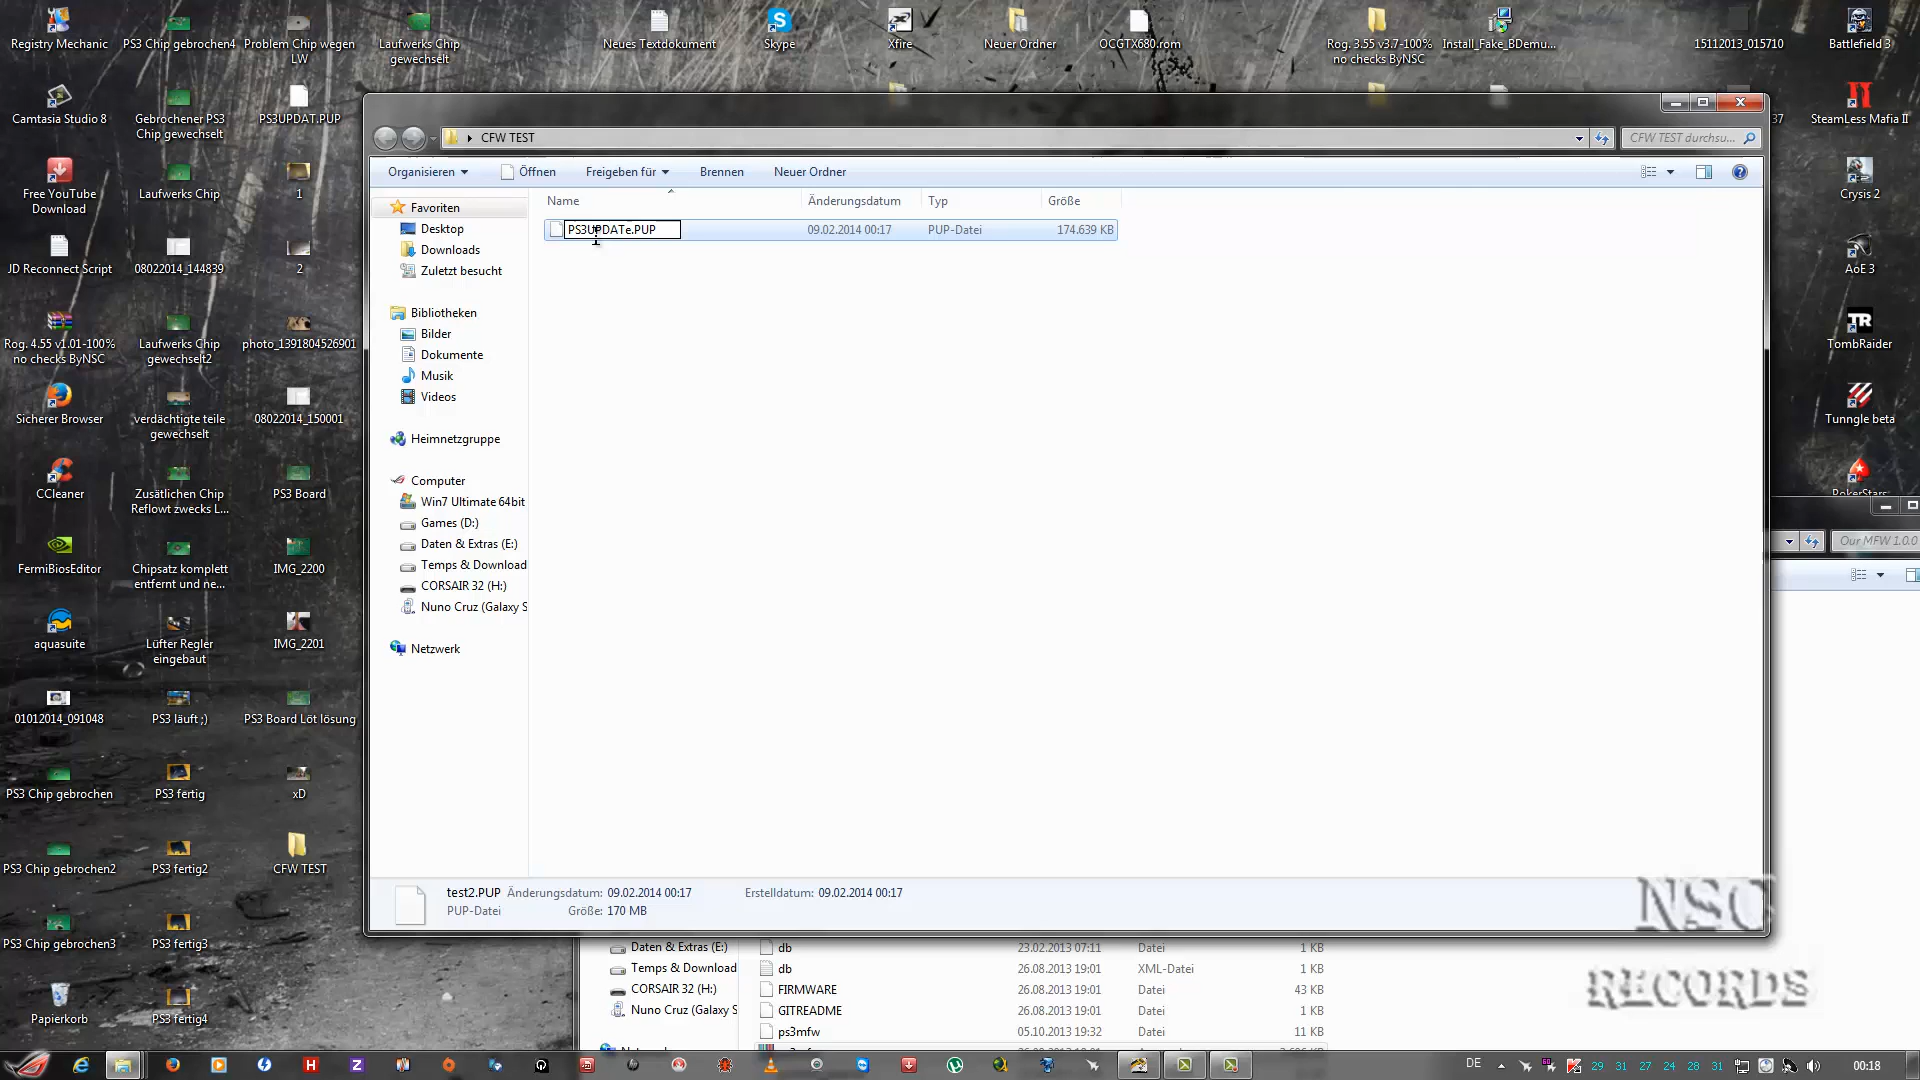 Registry Mechanic
PS3 Chip gebrochen4
Problem Chip wegen
LW
Laufwerks Chip
gewechselt
Neues Textdokument
Skype
Xfire
Neuer Ordner
OCGTX680.rom
Rog. 3.55 v3.7-100%
no checks ByNSC
Install_Fake_BDemu...
15112013_015710
Battlefield 3
Camtasia Studio 8
Gebrochener PS3
Chip gewechselt
PS3UPDAT.PUP
37
SteamLess Mafia II
CFW TEST
CFW TEST durchsu...
Organisieren
Öffnen
Freigeben für
Brennen
Neuer Ordner
Free YouTube
Download
Laufwerks Chip
1
Crysis 2
Name
Änderungsdatum
Typ
Größe
Favoriten
PS3UPDATe.PUP
09.02.2014 00:17
PUP-Datei
174.639 KB
Desktop
Downloads
Zuletzt besucht
JD Reconnect Script
08022014_144839
2
AoE 3
Bibliotheken
Bilder
Dokumente
Musik
Videos
Rog. 4.55 v1.01-100%
no checks ByNSC
Laufwerks Chip
gewechselt2
photo_1391804526901
TR
TombRaider
Sicherer Browser
verdächtigte teile
gewechselt
08022014_150001
Tunngle beta
Heimnetzgruppe
Computer
Win7 Ultimate 64bit
Games (D:)
Daten & Extras (E:)
Temps & Download
CORSAIR 32 (H:)
Nuno Cruz (Galaxy S
CCleaner
Zusätlichen Chip
Reflowt zwecks L...
PS3 Board
PokerStars
Our MFW 1.0.0
FermiBiosEditor
Chipsatz komplett
entfernt und ne...
IMG_2200
Netzwerk
aquasuite
Lüfter Regler
eingebaut
IMG_2201
01012014_091048
PS3 läuft ;)
PS3 Board Löt lösung
PS3 Chip gebrochen
PS3 fertig
xD
PS3 Chip gebrochen2
PS3 fertig2
CFW TEST
test2.PUP
Änderungsdatum: 09.02.2014 00:17
Erstelldatum: 09.02.2014 00:17
PUP-Datei
Größe: 170 MB
NSC
RECORDS
PS3 Chip gebrochen3
PS3 fertig3
Daten & Extras (E:)
db
23.02.2013 07:11
Datei
1 KB
Temps & Download
db
26.08.2013 19:01
XML-Datei
1 KB
CORSAIR 32 (H:)
FIRMWARE
26.08.2013 19:01
Datei
43 KB
Nuno Cruz (Galaxy S
GITREADME
26.08.2013 19:01
Datei
1 KB
ps3mfw
05.10.2013 19:32
Datei
11 KB
Papierkorb
PS3 fertig4
DE
29
31
27
24
28
31
00:18